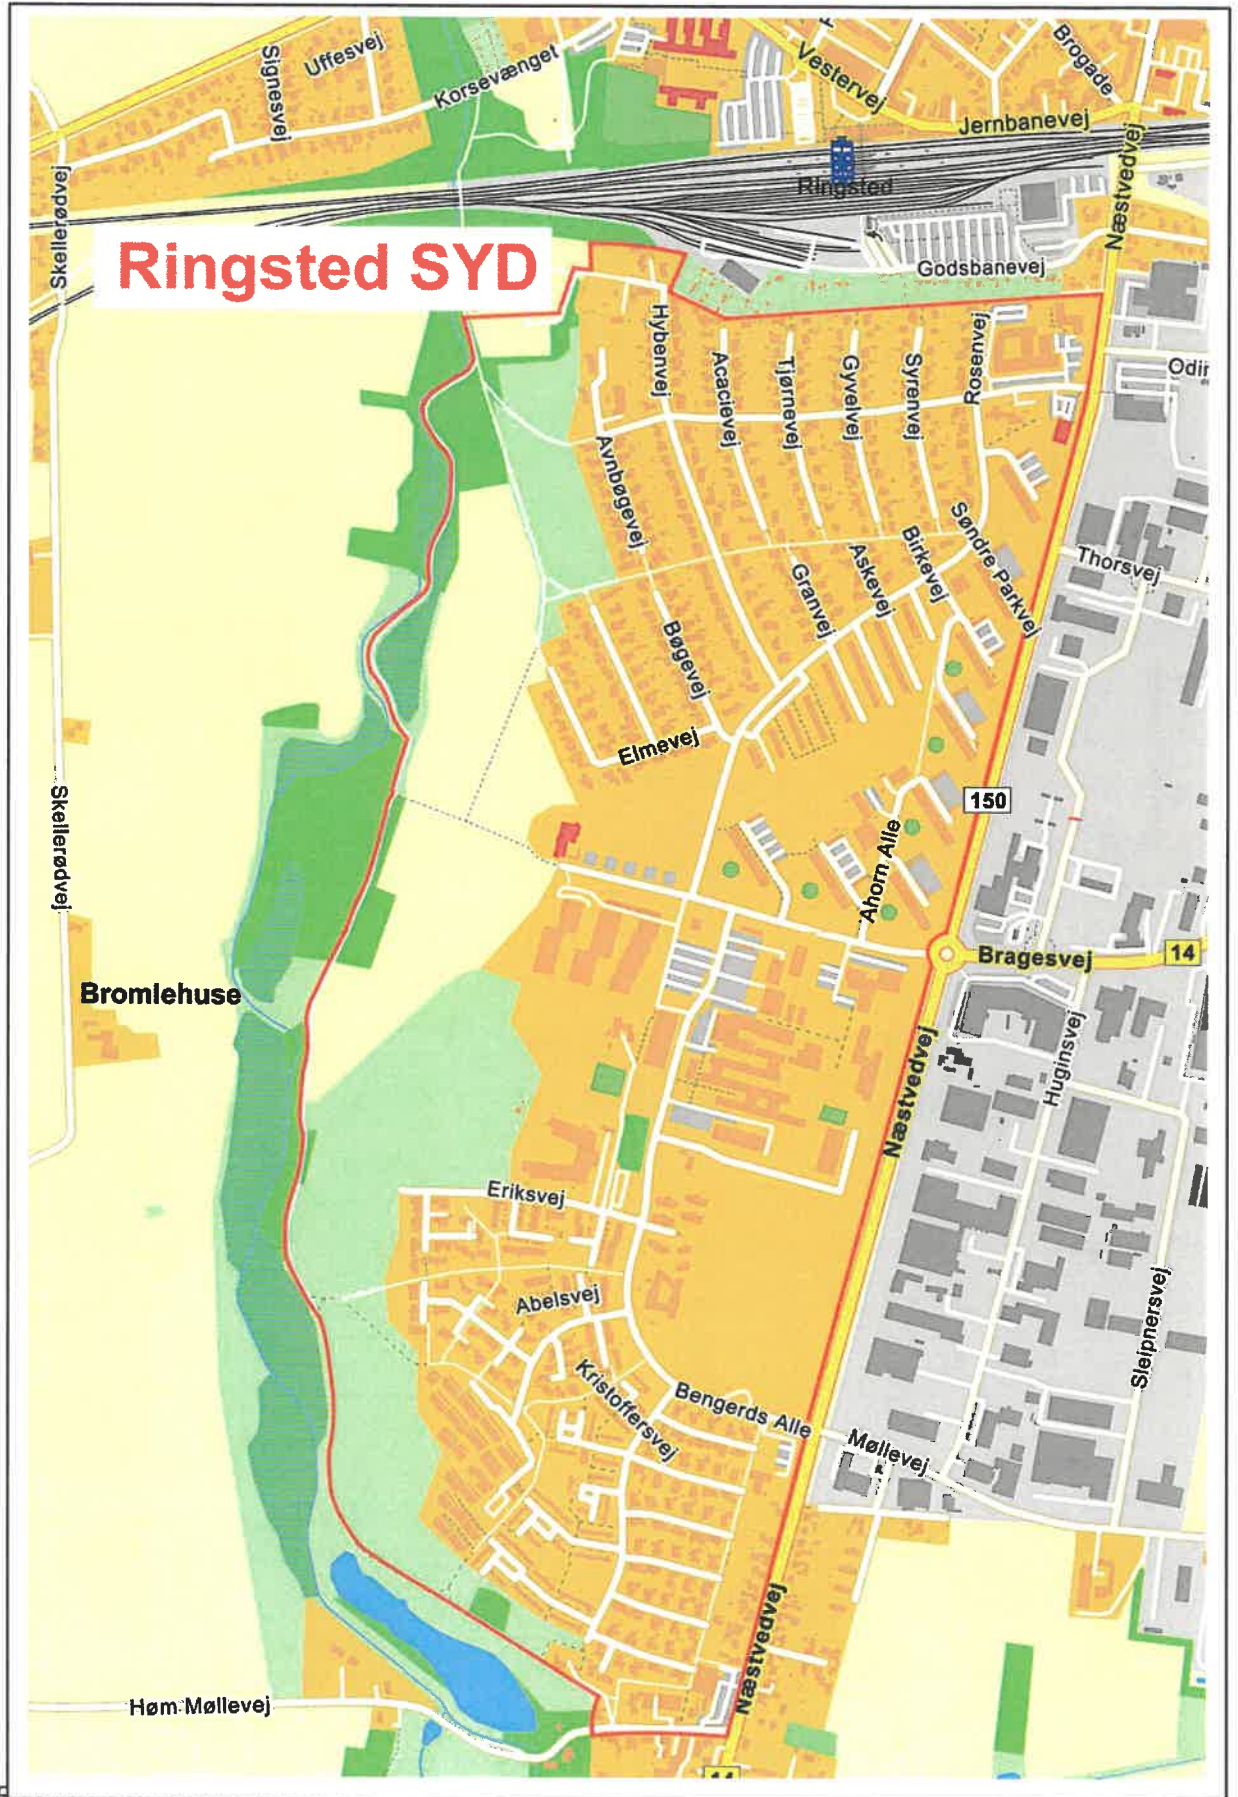 Signesvej
Uffesvej
Korsevænget
Vestervej
Brogade
Jernbanevej
Næstvedvej
Ringsted
Skellerødvej
Godsbanevej
Ringsted SYD
Hybenvej
Acacievej
Tjørnevej
Gyvelvej
Syrenvej
Rosenvej
Odin
Avnbøgevej
Søndre Parkvej
Birkevej
Askevej
Granvej
Thorsvej
Bøgevej
Elmevej
150
Skellerødvej
Ahorn Alle
Bragesvej
14
Bromlehuse
Næstvedvej
Huginsvej
Eriksvej
Abelsvej
Sleipnersvej
Kristoffersvej
Bengerds Alle
Møllevej
Næstvedvej
Høm Møllevej